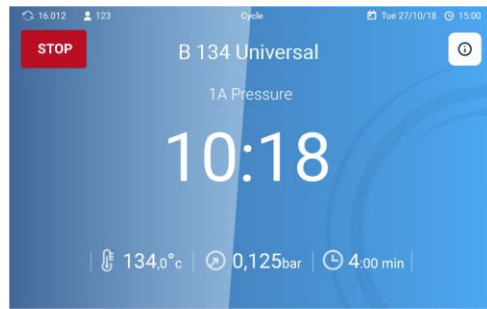 16.012 123 Cycle Tue 27/10/18 15:00
STOP B 134 Universal
1A Pressure
10:18
134,0°c 0,125bar 4:00 min